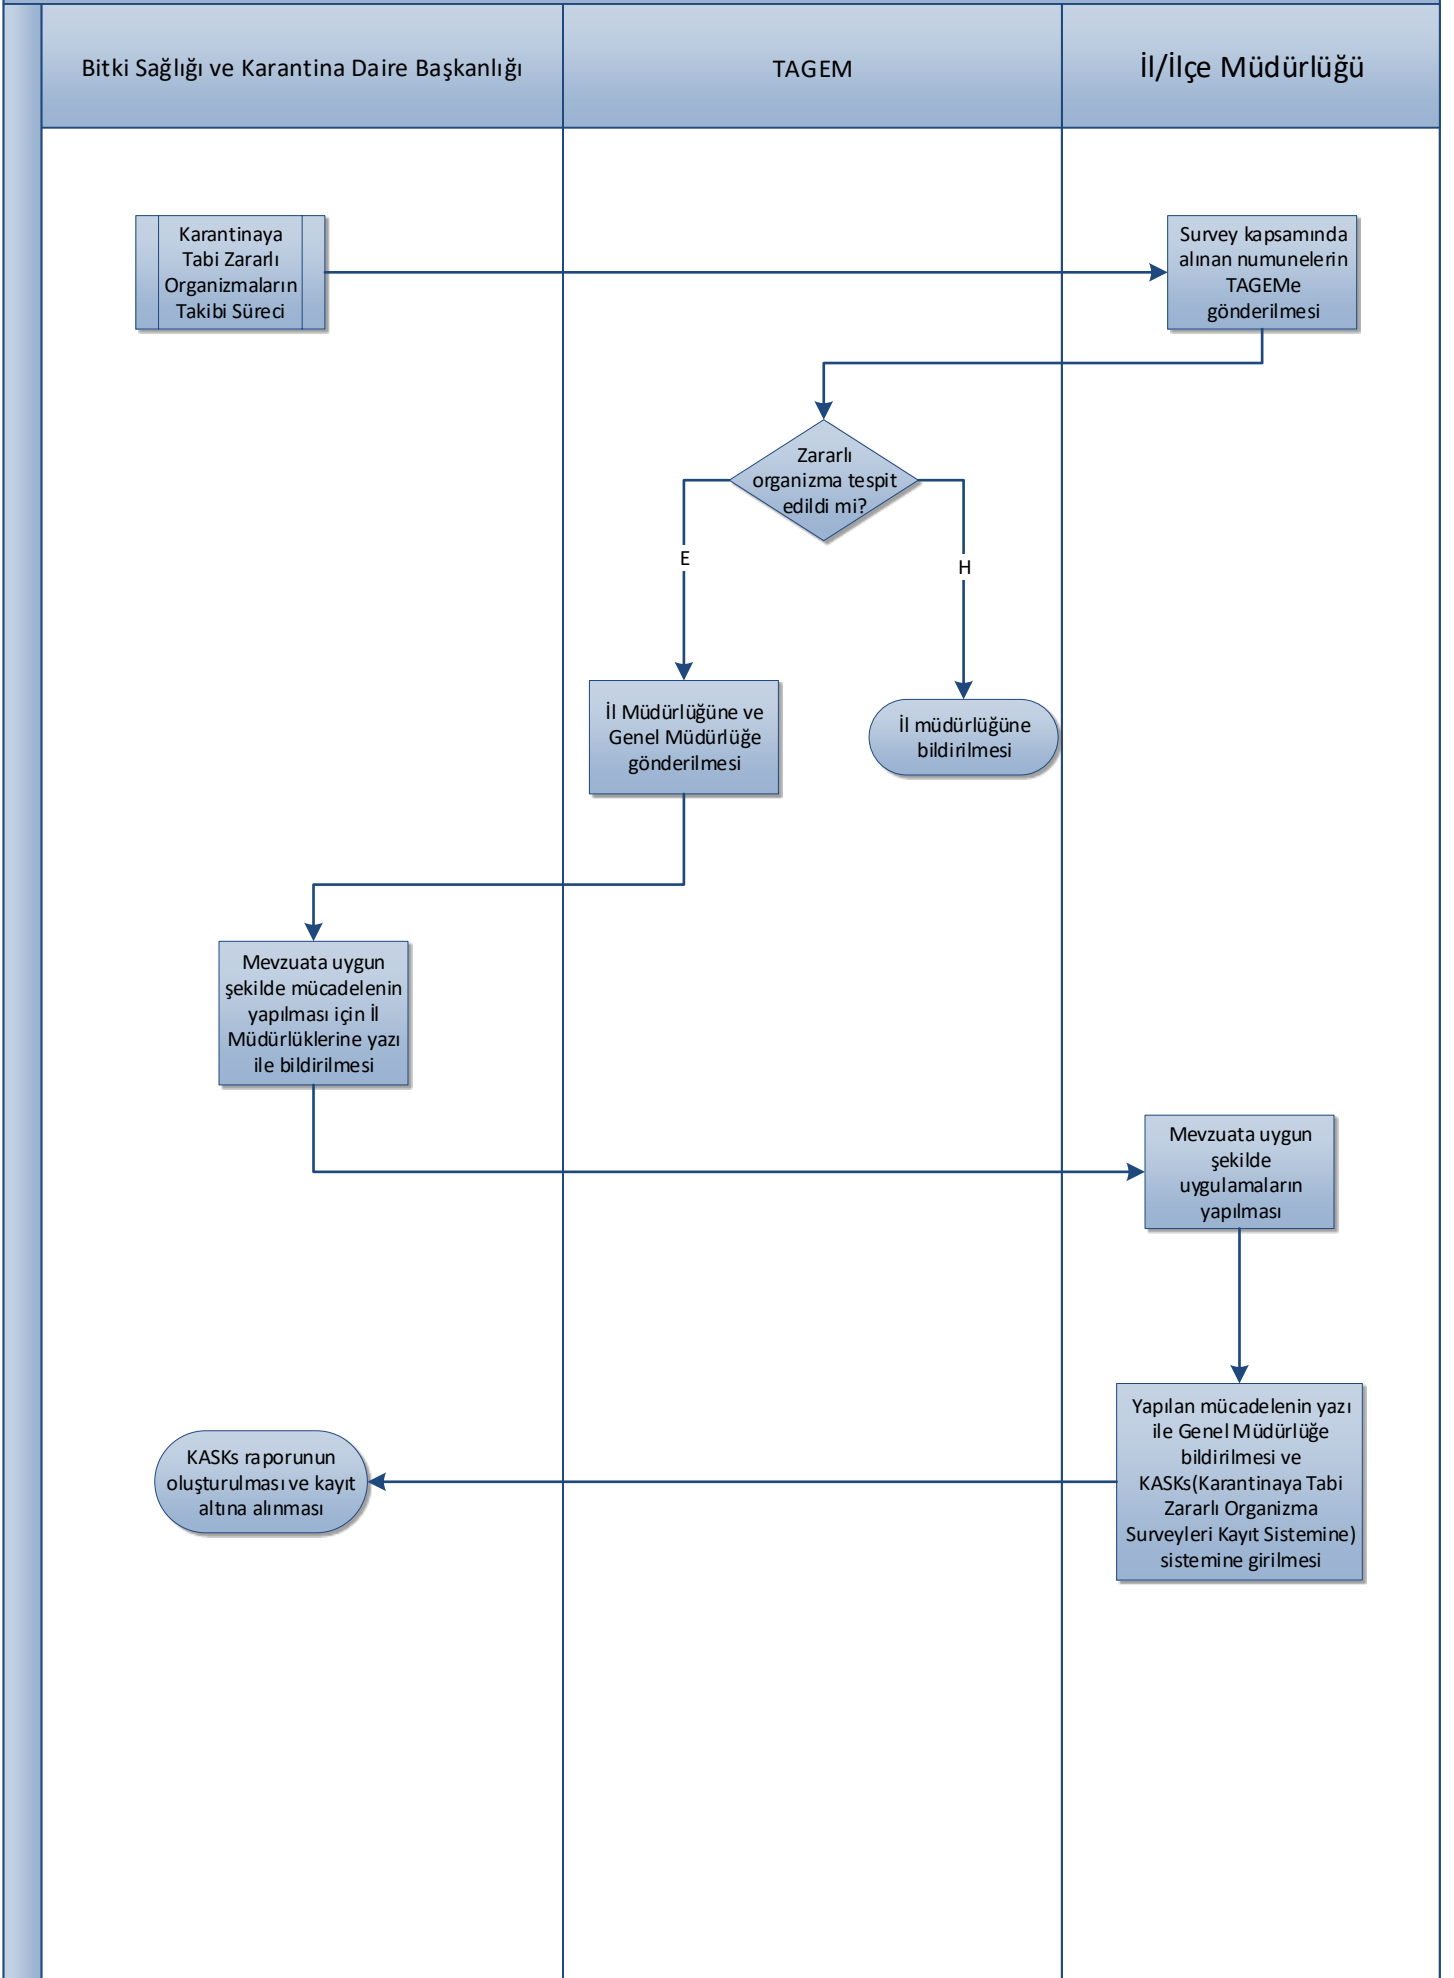 Bitki Sağlığı ve Karantina Daire Başkanlığı
TAGEM
İl/İlçe Müdürlüğü
Karantinaya
Tabi Zararlı
Organizmaların
Takibi Süreci
Survey kapsamında
alınan numunelerin
TAGEMe
gönderilmesi
Zararlı
organizma tespit
edildi mi?
E
H
İl Müdürlüğüne ve
Genel Müdürlüğe
gönderilmesi
İl müdürlüğüne
bildirilmesi
Mevzuata uygun
şekilde mücadelenin
yapılması için İl
Müdürlüklerine yazı
ile bildirilmesi
Mevzuata uygun
şekilde
uygulamaların
yapılması
Yapılan mücadelenin yazı
ile Genel Müdürlüğe
bildirilmesi ve
KASKs(Karantinaya Tabi
Zararlı Organizma
Surveyleri Kayıt Sistemine)
sistemine girilmesi
KASKs raporunun
oluşturulması ve kayıt
altına alınması